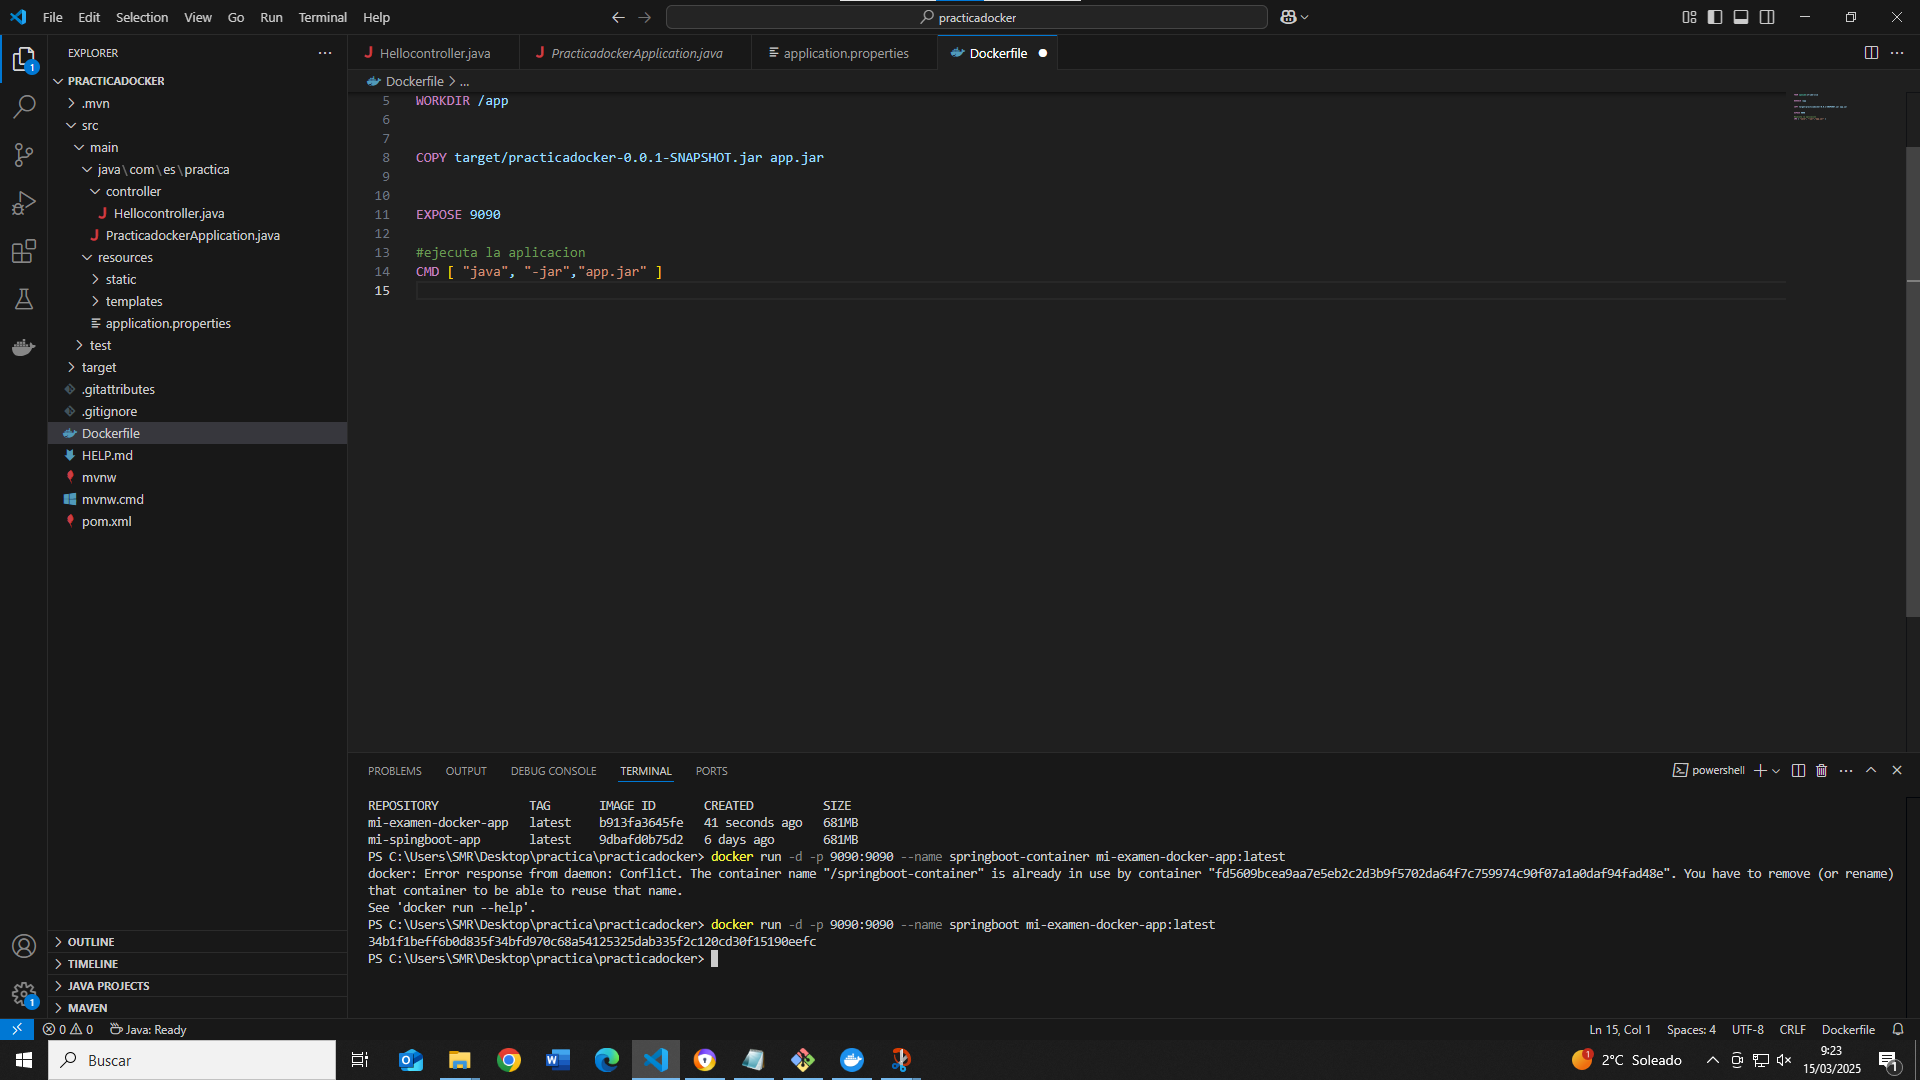 File Edit Selection View Go Run Terminal Help
practicadocker
EXPLORER
PRACTICADOCKER
.mvn
src
main
java\com\es\practica
controller
Hellocontroller.java
PracticadockerApplication.java
resources
static
templates
application.properties
test
target
.gitattributes
.gitignore
Dockerfile
HELP.md
mvnw
mvnw.cmd
pom.xml
OUTLINE
TIMELINE
JAVA PROJECTS
MAVEN
1
1
Hellocontroller.java PracticadockerApplication.java application.properties Dockerfile
Dockerfile > ...
5 WORKDIR /app
6
7
8 COPY target/practicadocker-0.0.1-SNAPSHOT.jar app.jar
9
10
11 EXPOSE 9090
12
13 #ejecuta la aplicacion
14 CMD [ "java", "-jar","app.jar" ]
15
PROBLEMS OUTPUT DEBUG CONSOLE TERMINAL PORTS
powershell
REPOSITORY TAG IMAGE ID CREATED SIZE
mi-examen-docker-app latest b913fa3645fe 41 seconds ago 681MB
mi-spingboot-app latest 9dbafd0b75d2 6 days ago 681MB
PS C:\Users\SMR\Desktop\practica\practicadocker> docker run -d -p 9090:9090 --name springboot-container mi-examen-docker-app:latest
docker: Error response from daemon: Conflict. The container name "/springboot-container" is already in use by container "fd5609bcea9aa7e5eb2c2d3b9f5702da64f7c759974c90f07a1a0daf94fad48e". You have to remove (or rename)
that container to be able to reuse that name.
See 'docker run --help'.
PS C:\Users\SMR\Desktop\practica\practicadocker> docker run -d -p 9090:9090 --name springboot mi-examen-docker-app:latest
34b1f1beff6b0d835f34bfd970c68a54125325dab335f2c120cd30f15190eefc
PS C:\Users\SMR\Desktop\practica\practicadocker>
0 0 Java: Ready
Ln 15, Col 1 Spaces: 4 UTF-8 CRLF Dockerfile
Buscar
1
2°C Soleado
9:23
15/03/2025
1